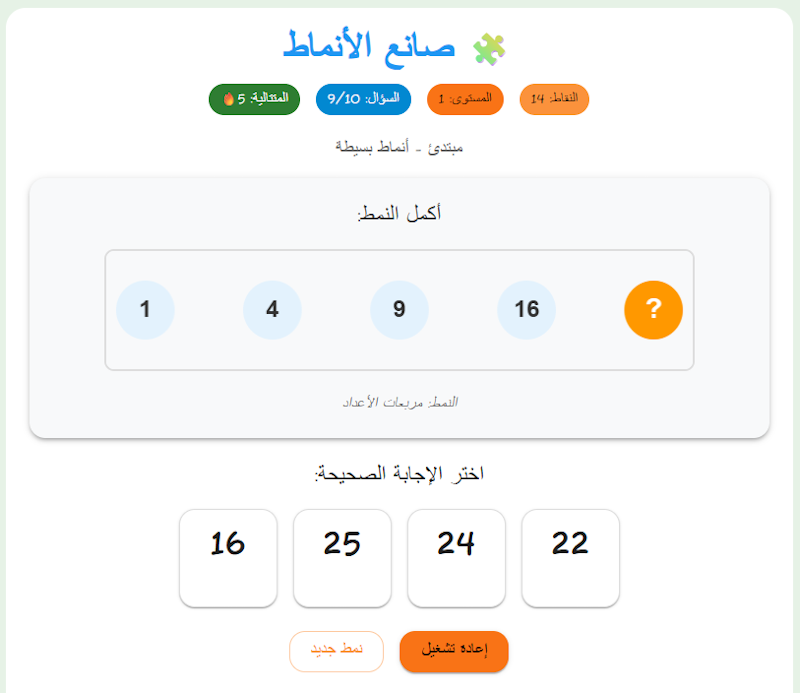 صانع الأنماط
النقاط: 14 المستوى: 1 السؤال: 9/10 المتتالية: 5
مبتدئ - أنماط بسيطة
أكمل النمط:
1 4 9 16 ?
النمط: مربعات الأعداد
اختر الإجابة الصحيحة:
16 25 24 22
إعادة تشغيل نمط جديد